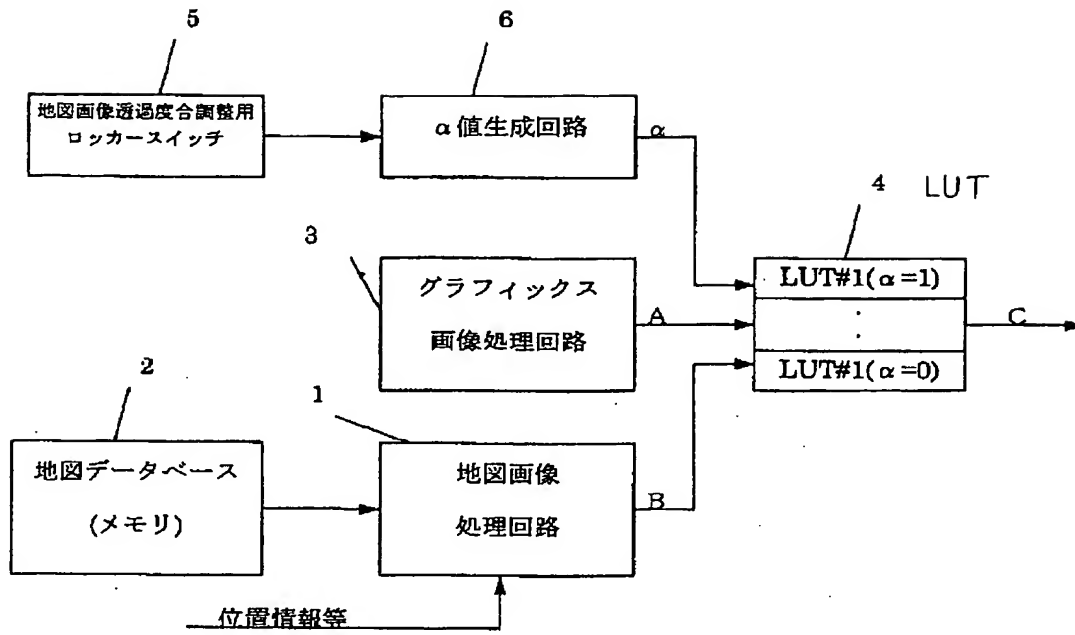 5
6
地図画像透過度合調整用
ロッカースイッチ
α値生成回路
α
4 LUT
3
グラフィックス
画像処理回路
A
LUT#1(α=1)
:
LUT#1(α=0)
C
2
1
地図データベース
(メモリ)
地図画像
処理回路
B
位置情報等